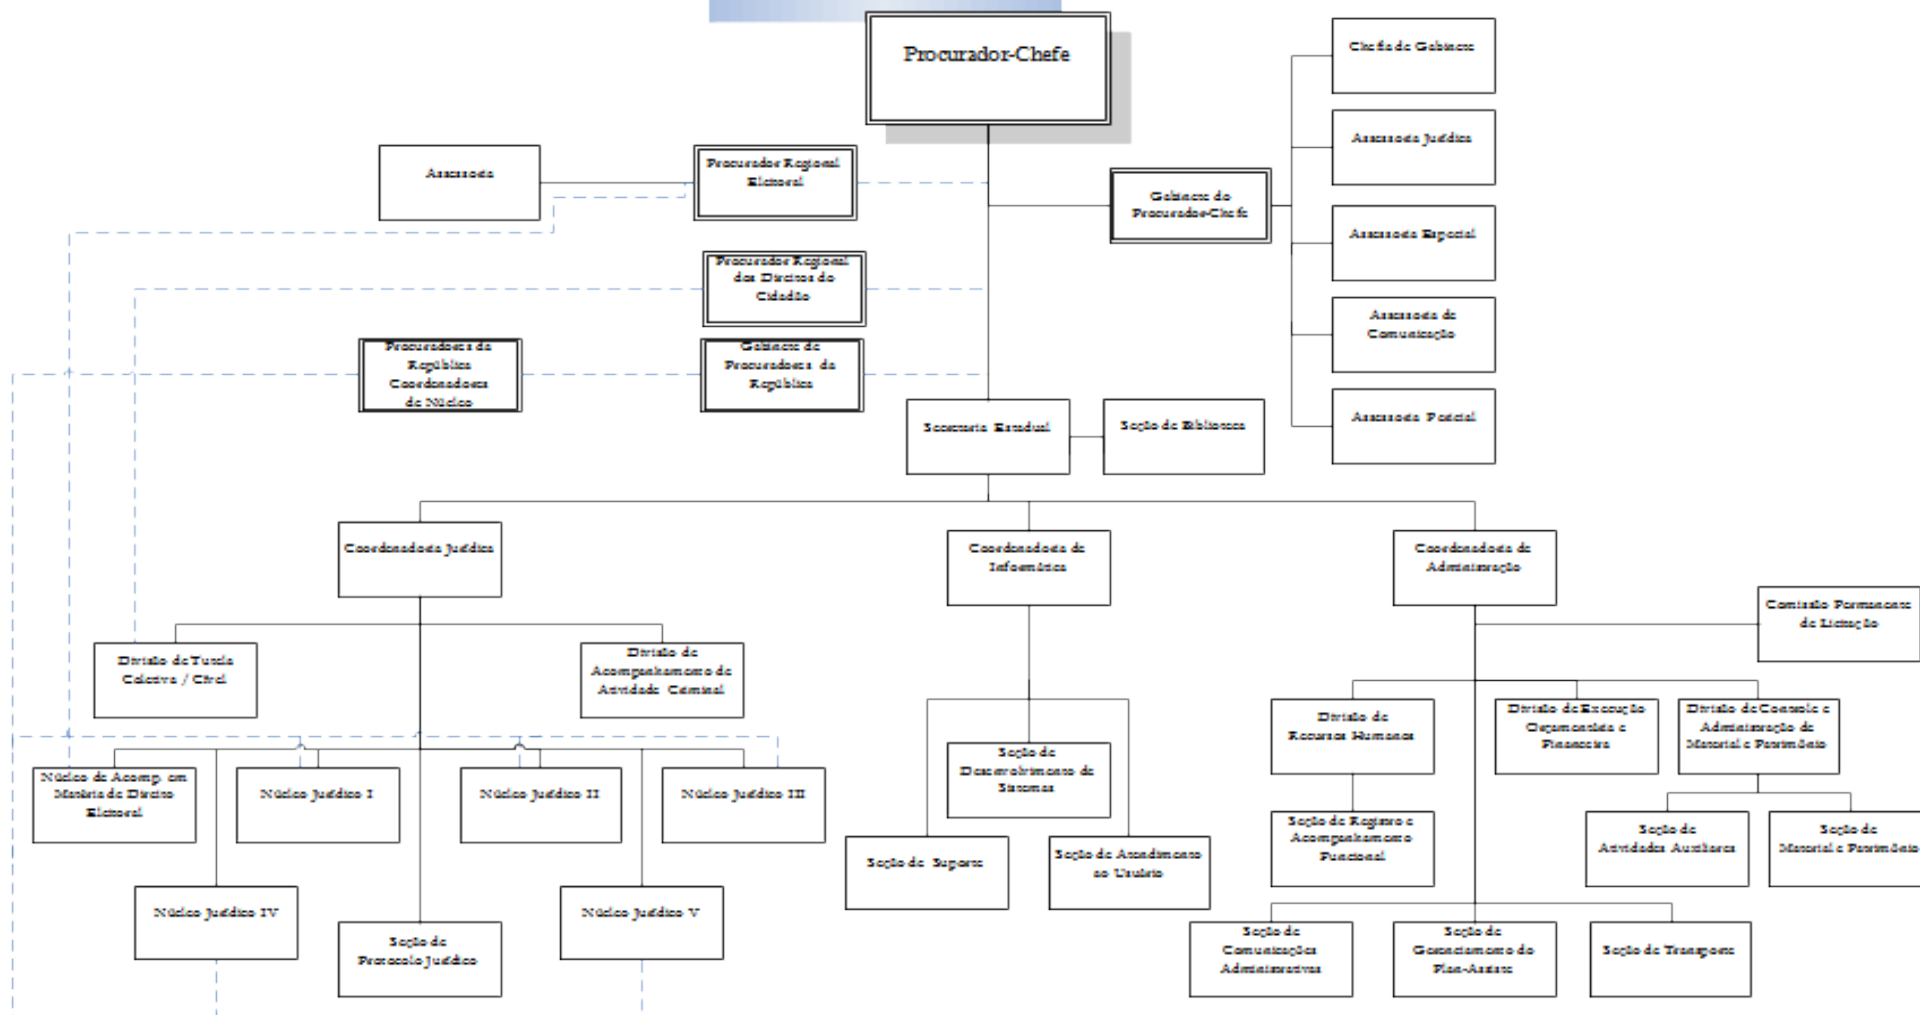 Procurador-Chefe
Chefia de Gabinete
Assessoria Jurídica
Assessoria
Procurador Regional
Eleitoral
Gabinete do
Procurador-Chefe
Assessoria Especial
Procurador Regional
dos Direitos do
Cidadão
Assessoria de
Comunicação
Procuradores da
República
Coordenadores
de Núcleo
Gabinete de
Procuradores da
República
Secretaria Estadual
Seção de Biblioteca
Assessoria Pericial
Coordenadoria Jurídica
Coordenadoria de
Informática
Coordenadoria de
Administração
Comissão Permanente
de Licitação
Divisão de Tutela
Coletiva / Cível
Divisão de
Acompanhamento de
Atividade Criminal
Divisão de
Recursos Humanos
Divisão de Execução
Orçamentária e
Financeira
Divisão de Controle e
Administração de
Material e Patrimônio
Núcleo de Acomp. em
Matéria de Direito
Eleitoral
Núcleo Jurídico I
Núcleo Jurídico II
Núcleo Jurídico III
Seção de
Desenvolvimento de
Sistemas
Seção de Suporte
Seção de Atendimento
ao Usuário
Seção de Registro e
Acompanhamento
Funcional
Seção de
Atividades Auxiliares
Seção de
Material e Patrimônio
Núcleo Jurídico IV
Seção de
Protocolo Jurídico
Núcleo Jurídico V
Seção de
Comunicações
Administrativas
Seção de
Gerenciamento do
Plan-Assiste
Seção de Transporte